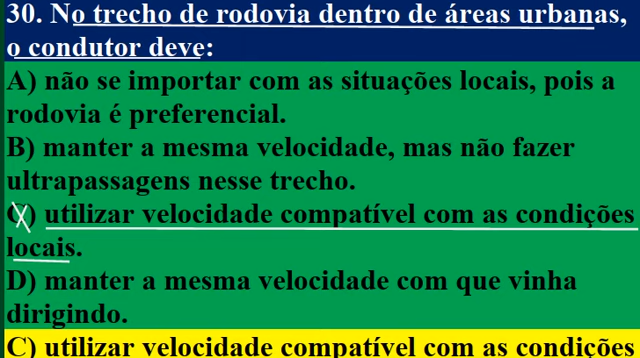 30. No trecho de rodovia dentro de áreas urbanas,
o condutor deve:
A) não se importar com as situações locais, pois a
rodovia é preferencial.
B) manter a mesma velocidade, mas não fazer
ultrapassagens nesse trecho.
C) utilizar velocidade compatível com as condições
locais.
D) manter a mesma velocidade com que vinha
dirigindo.
C) utilizar velocidade compatível com as condições